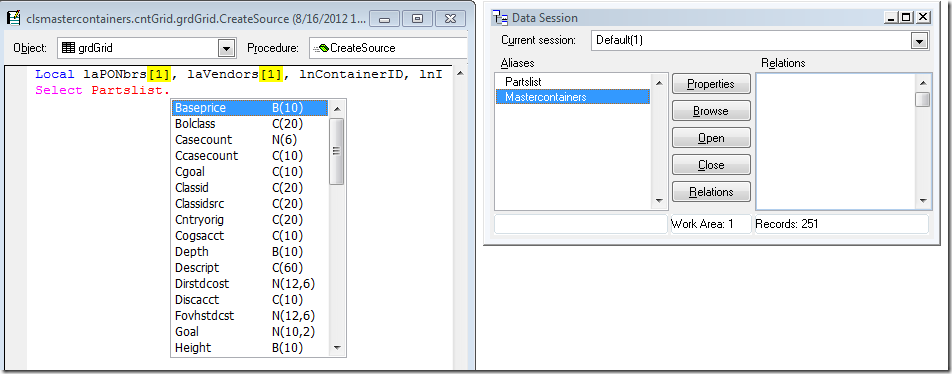 clsmastercontainers.cntGrid.grdGrid.CreateSource (8/16/2012 1...
Object: grdGrid Procedure: CreateSource
Local laPONbrs[1], laVendors[1], lnContainerID, lnI
Select Partslist.
Baseprice B(10)
Bolclass C(20)
Casecount N(6)
Ccasecount C(10)
Cgoal C(10)
Classid C(20)
Classidsrc C(20)
Cntryorig C(20)
Cogsacct C(10)
Depth B(10)
Descript C(60)
Dirstdcost N(12,6)
Discacct C(10)
Fovhstdcst N(12,6)
Goal N(10,2)
Height B(10)
Data Session
Current session: Default(1)
Aliases
Partslist
Mastercontainers
Properties
Browse
Open
Close
Relations
Relations
Work Area: 1 Records: 251